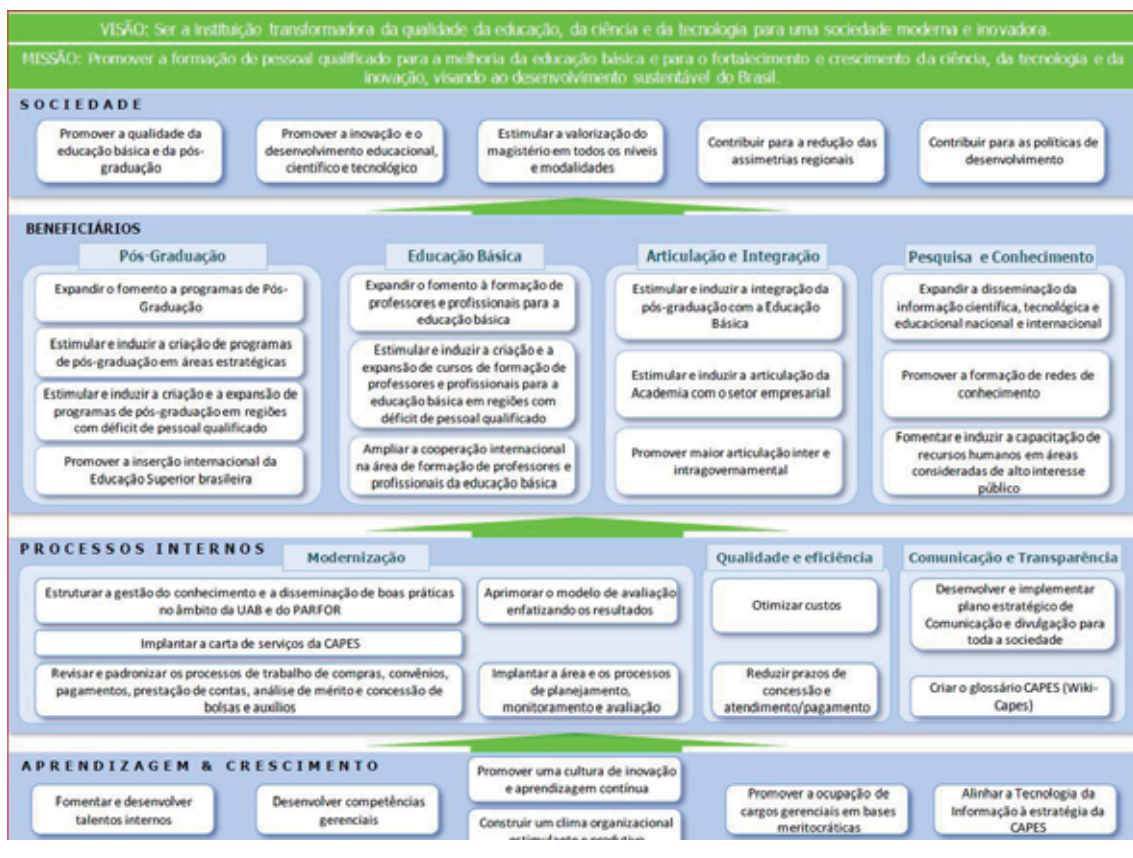 VISÃO: Ser a instituição transformadora da qualidade da educação, da ciência e da tecnologia para uma sociedade moderna e inovadora.
MISSÃO: Promover a formação de pessoal qualificado para a melhoria da educação básica e para o fortalecimento e crescimento da ciência, da tecnologia e da
inovação, visando ao desenvolvimento sustentável do Brasil.
SOCIEDADE
Promover a qualidade da
educação básica e da pós-
graduação
Promover a inovação e o
desenvolvimento educacional,
científico e tecnológico
Estimular a valorização do
magistério em todos os níveis
e modalidades
Contribuir para a redução das
assimetrias regionais
Contribuir para as políticas de
desenvolvimento
BENEFICIÁRIOS
Pós-Graduação
Expandir o fomento a programas de Pós-
Graduação
Estimular e induzir a criação de programas
de pós-graduação em áreas estratégicas
Estimular e induzir a criação e a expansão de
programas de pós-graduação em regiões
com déficit de pessoal qualificado
Promover a inserção internacional da
Educação Superior brasileira
Educação Básica
Expandir o fomento à formação de
professores e profissionais para a
educação básica
Estimular e induzir a criação e a
expansão de cursos de formação de
professores e profissionais para a
educação básica em regiões com
déficit de pessoal qualificado
Ampliar a cooperação internacional
na área de formação de professores e
profissionais da educação básica
Articulação e Integração
Estimular e induzir a integração da
pós-graduação com a Educação
Básica
Estimular e induzir a articulação da
Academia com o setor empresarial
Promover maior articulação inter e
intragovernamental
Pesquisa e Conhecimento
Expandir a disseminação da
informação científica, tecnológica e
educacional nacional e internacional
Promover a formação de redes de
conhecimento
Fomentar e induzir a capacitação de
recursos humanos em áreas
consideradas de alto interesse
público
PROCESSOS INTERNOS
Modernização
Estruturar a gestão do conhecimento e a disseminação de boas práticas
no âmbito da UAB e do PARFOR
Implantar a carta de serviços da CAPES
Revisar e padronizar os processos de trabalho de compras, convênios,
pagamentos, prestação de contas, análise de mérito e concessão de
bolsas e auxílios
Aprimorar o modelo de avaliação
enfatizando os resultados
Implantar a área e os processos
de planejamento,
monitoramento e avaliação
Qualidade e eficiência
Otimizar custos
Reduzir prazos de
concessão e
atendimento/pagamento
Comunicação e Transparência
Desenvolver e implementar
plano estratégico de
Comunicação e divulgação para
toda a sociedade
Criar o glossário CAPES (Wiki-
Capes)
APRENDIZAGEM & CRESCIMENTO
Fomentar e desenvolver
talentos internos
Desenvolver competências
gerenciais
Promover uma cultura de inovação
e aprendizagem contínua
Construir um clima organizacional
estimulante e produtivo
Promover a ocupação de
cargos gerenciais em bases
meritocráticas
Alinhar a Tecnologia da
Informação à estratégia da
CAPES